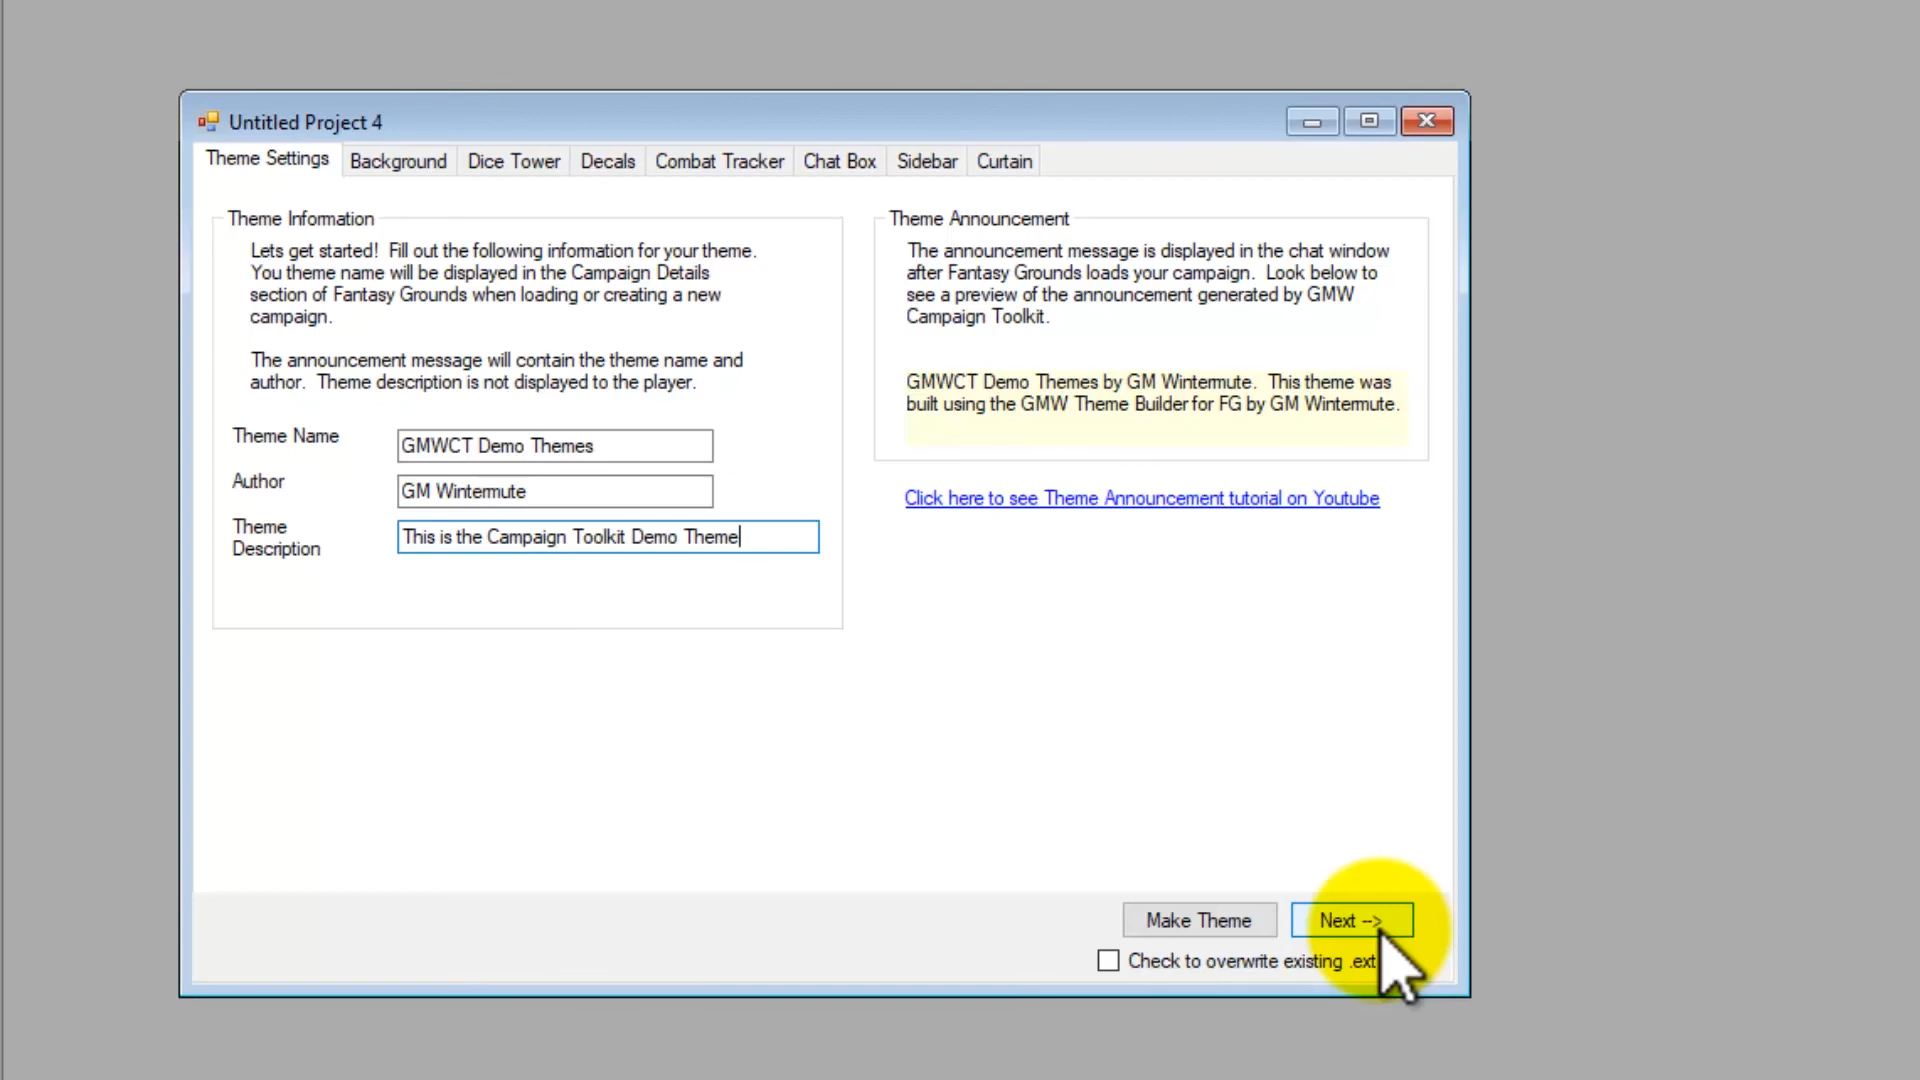 Untitled Project 4
Theme Settings Background Dice Tower Decals Combat Tracker Chat Box Sidebar Curtain
Theme Information
Lets get started! Fill out the following information for your theme.
You theme name will be displayed in the Campaign Details
section of Fantasy Grounds when loading or creating a new
campaign.
The announcement message will contain the theme name and
author. Theme description is not displayed to the player.
Theme Name GMWCT Demo Themes
Author GM Wintermute
Theme
Description
This is the Campaign Toolkit Demo Theme
Theme Announcement
The announcement message is displayed in the chat window
after Fantasy Grounds loads your campaign. Look below to
see a preview of the announcement generated by GMW
Campaign Toolkit.
GMWCT Demo Themes by GM Wintermute. This theme was
built using the GMW Theme Builder for FG by GM Wintermute.
Click here to see Theme Announcement tutorial on Youtube
Make Theme Next -->
Check to overwrite existing .ext